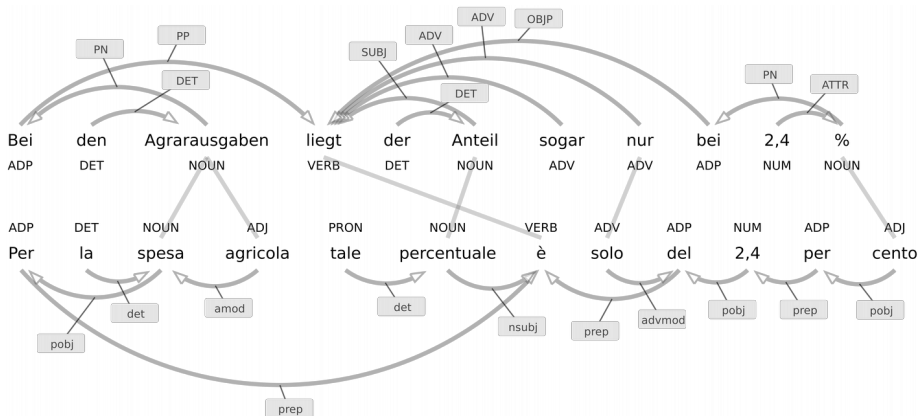 ADV OBJP
PN PP SUBJ ADV
DET DET PN ATTR
Bei den Agrarausgaben liegt der Anteil sogar nur bei 2,4 %
ADP DET NOUN VERB DET NOUN ADV ADV ADP NUM NOUN
ADP DET NOUN ADJ PRON NOUN VERB ADV ADP NUM ADP ADJ
Per la spesa agricola tale percentuale è solo del 2,4 per cento
det amod det pobj prep pobj
pobj nsubj prep advmod
prep